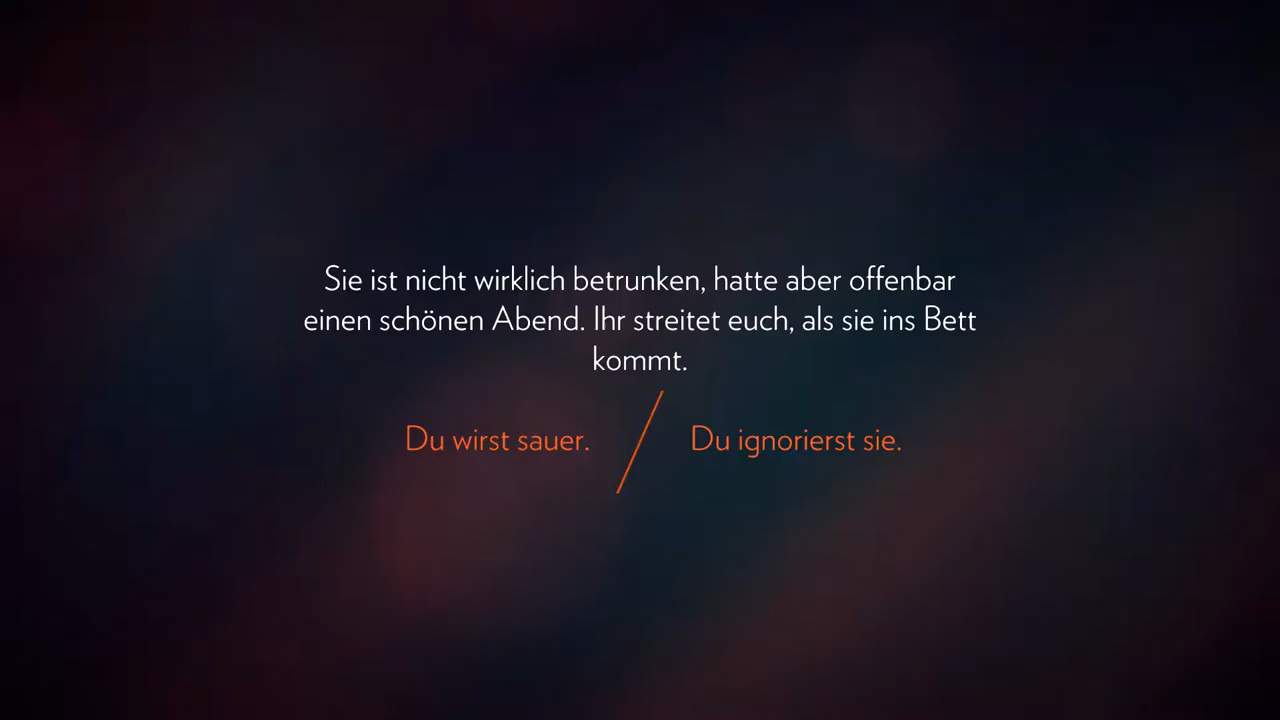 Sie ist nicht wirklich betrunken, hatte aber offenbar
einen schönen Abend. Ihr streitet euch, als sie ins Bett
kommt.
Du wirst sauer.
Du ignorierst sie.